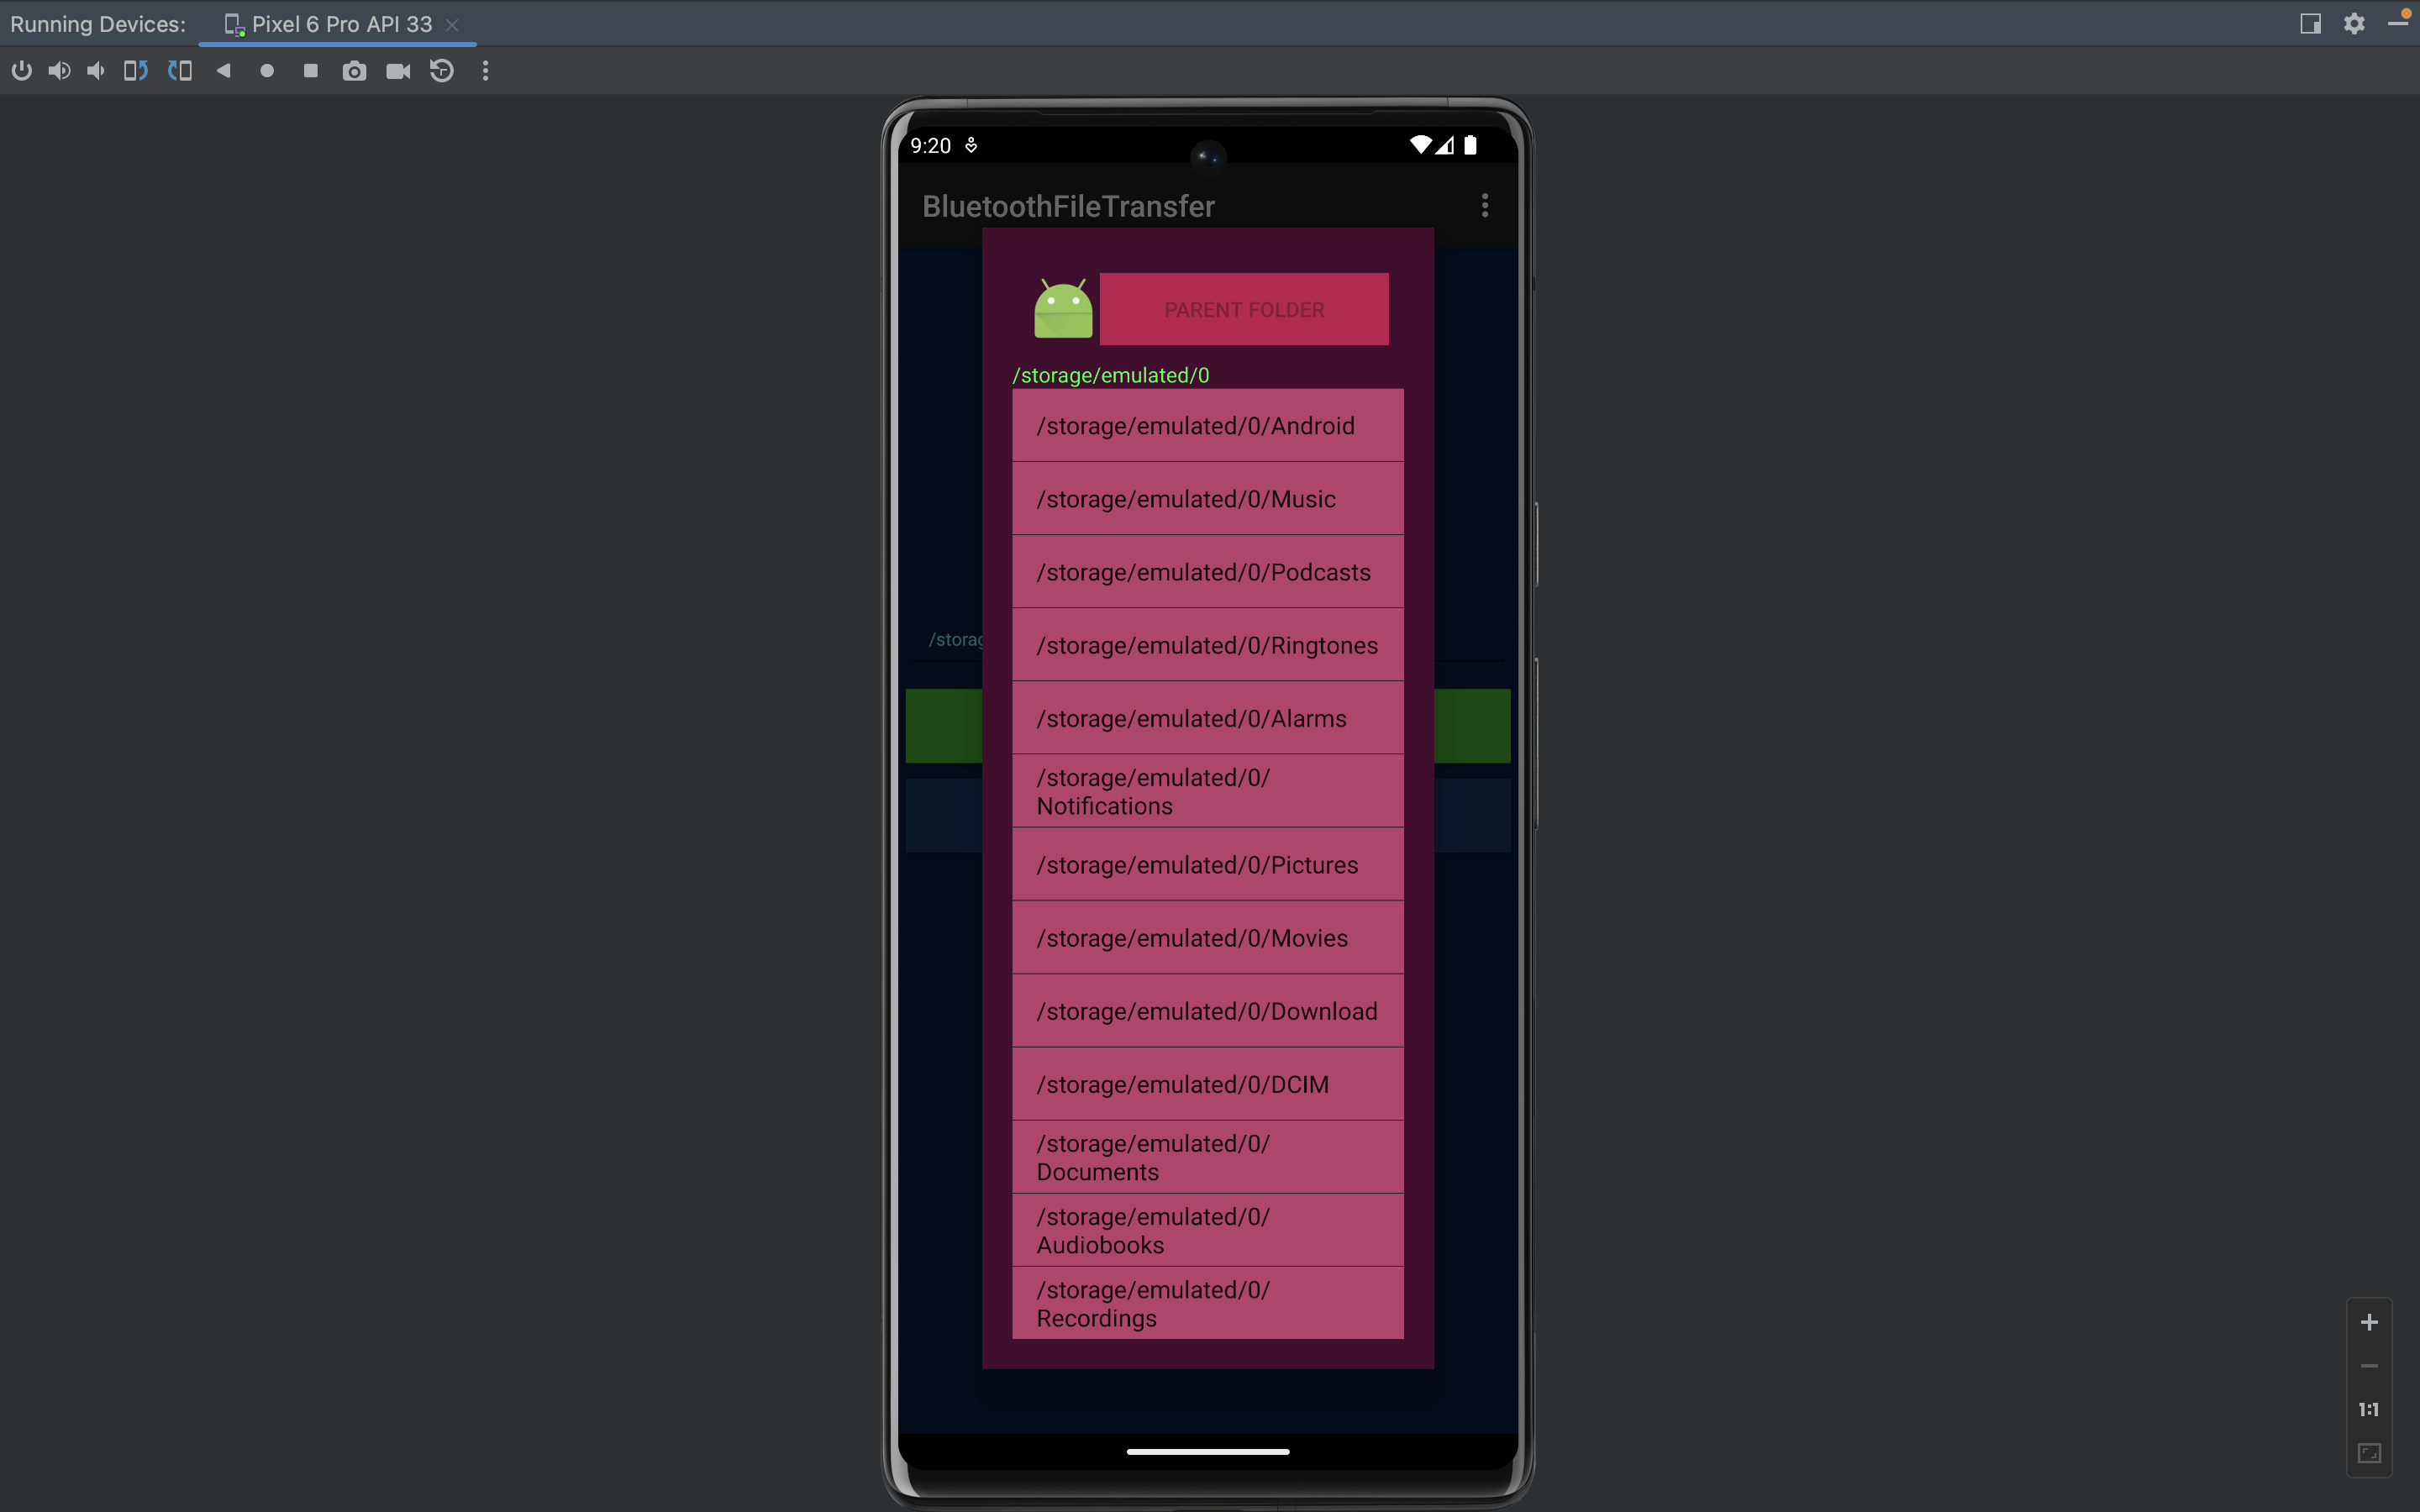 Running Devices:
Pixel 6 Pro API 33
9:20
BluetoothFileTransfer
PARENT FOLDER
/storage/emulated/0
/storage/emulated/0/Android
/storage/emulated/0/Music
/storage/emulated/0/Podcasts
/storage/emulated/0/Ringtones
/storag
/storage/emulated/0/Alarms
/storage/emulated/0/
Notifications
/storage/emulated/0/Pictures
/storage/emulated/0/Movies
/storage/emulated/0/Download
/storage/emulated/0/DCIM
/storage/emulated/0/
Documents
/storage/emulated/0/
Audiobooks
/storage/emulated/0/
Recordings
1:1